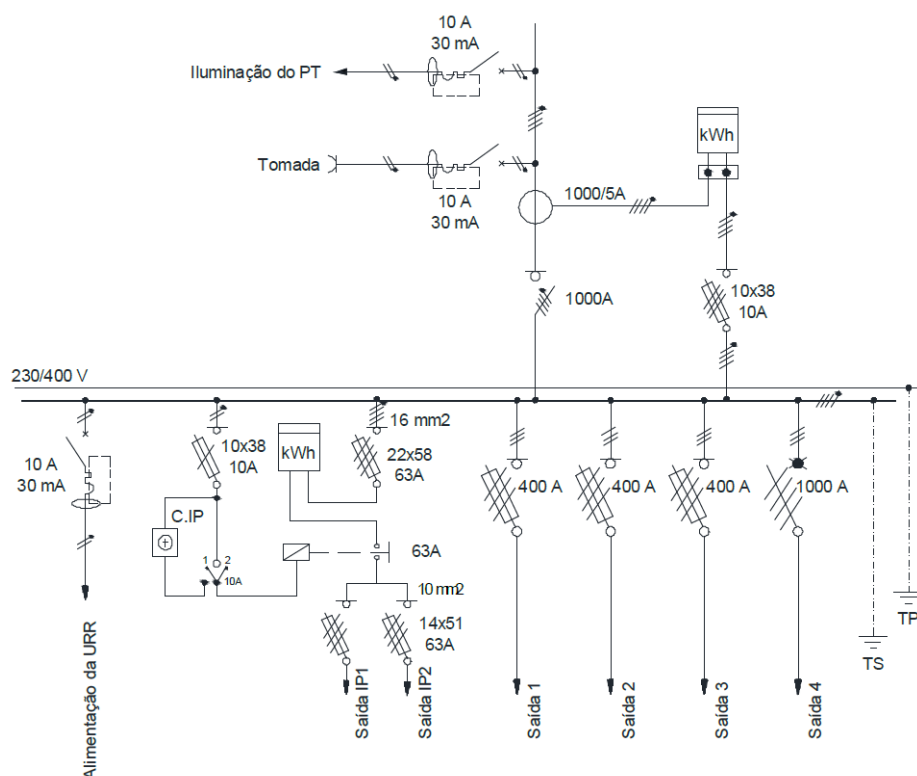 10 A
30 mA
Iluminação do PT
kWh
Tomada
1000/5A
10 A
30 mA
1000A
10x38
10A
230/400 V
16 mm2
10x38
10A
kWh
22x58
63A
10 A
30 mA
400 A
400 A
400 A
1000 A
C.IP
1
2
10A
63A
10 mm2
14x51
63A
TP
TS
Alimentação da URR
Saída IP1
Saída IP2
Saída 1
Saída 2
Saída 3
Saída 4